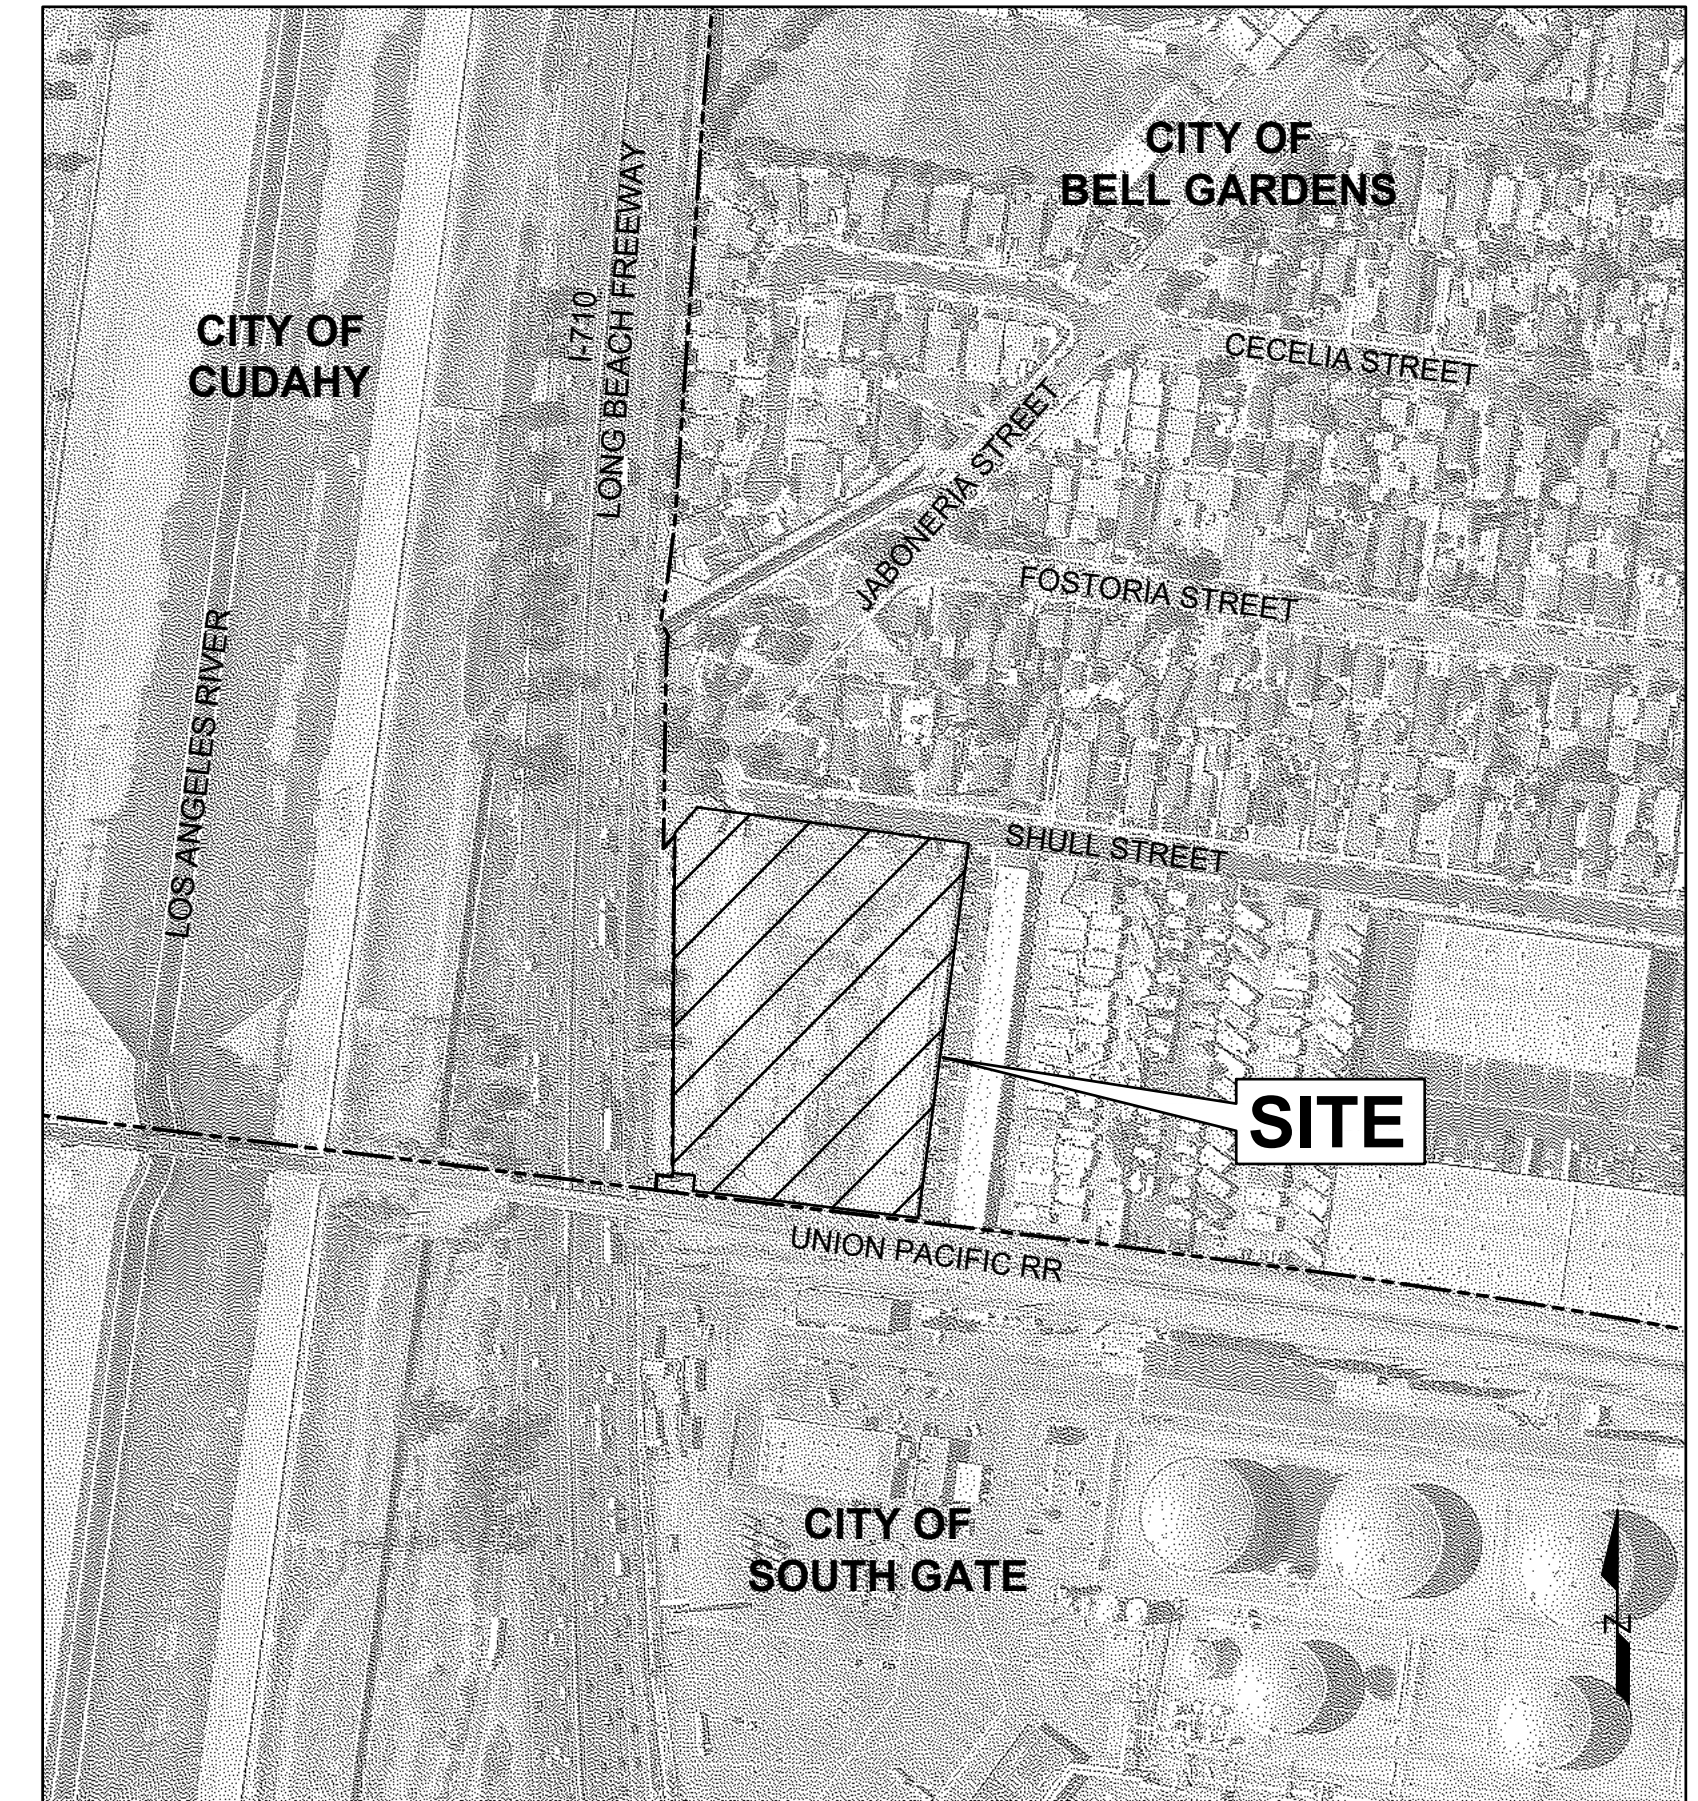 CITY OF
BELL GARDENS
CITY OF
CUDAHY
I-710
LONG BEACH FREEWAY
CECELIA STREET
JABONERIA STREET
FOSTORIA STREET
LOS ANGELES RIVER
SHULL STREET
SITE
UNION PACIFIC RR
CITY OF
SOUTH GATE
N